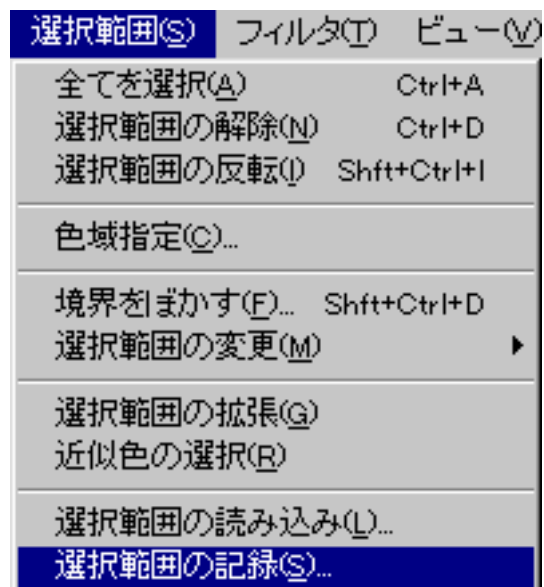 選択範囲(S) フィルタ(T) ビュー(V)
全てを選択(A) Ctrl+A
選択範囲の解除(N) Ctrl+D
選択範囲の反転(I) Shft+Ctrl+I
色域指定(C)...
境界をぼかす(F)... Shft+Ctrl+D
選択範囲の変更(M)
選択範囲の拡張(G)
近似色の選択(R)
選択範囲の読み込み(L)...
選択範囲の記録(S)...